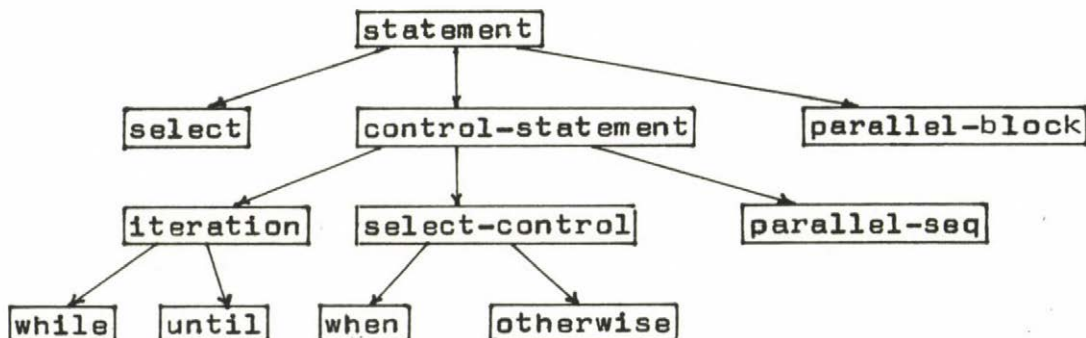 statement
select control-statement parallel-block
iteration select-control parallel-seq
while until when otherwise